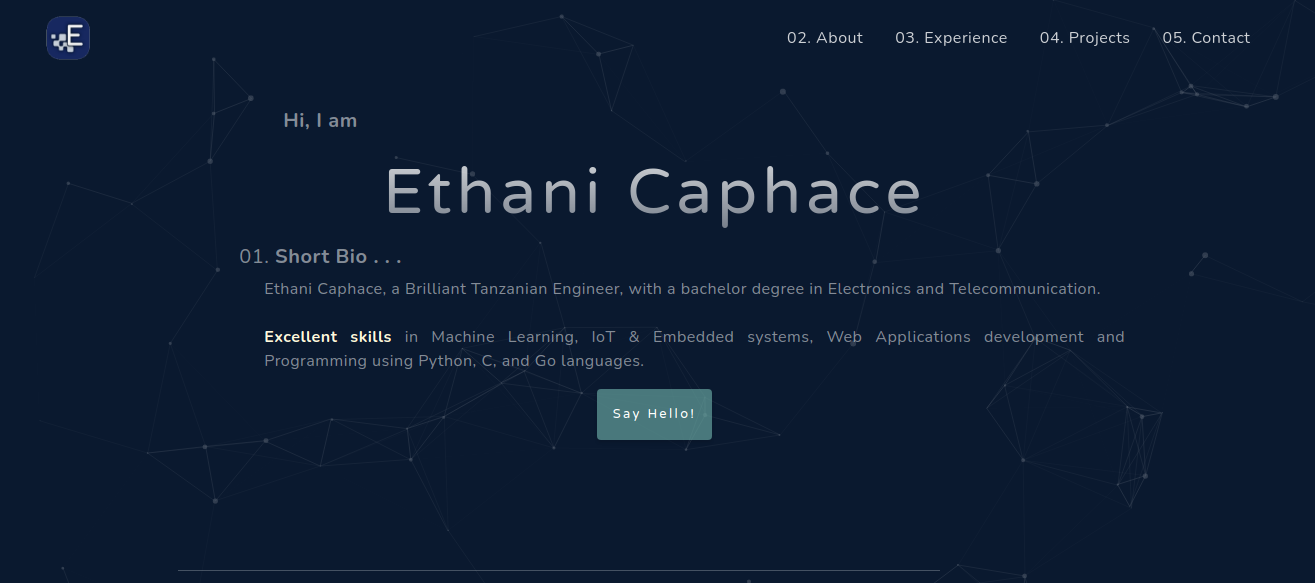 E
02. About 03. Experience 04. Projects 05. Contact
Hi, I am
Ethani Caphace
01. Short Bio . . .
Ethani Caphace, a Brilliant Tanzanian Engineer, with a bachelor degree in Electronics and Telecommunication.
Excellent skills in Machine Learning, IoT & Embedded systems, Web Applications development and
Programming using Python, C, and Go languages.
Say Hello!